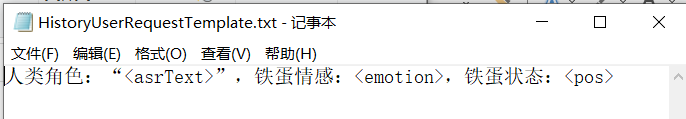 HistoryUserRequestTemplate.txt - 记事本
文件(F) 编辑(E) 格式(O) 查看(V) 帮助(H)
人类角色：“<asrText>”，铁蛋情感：<emotion>，铁蛋状态：<pos>